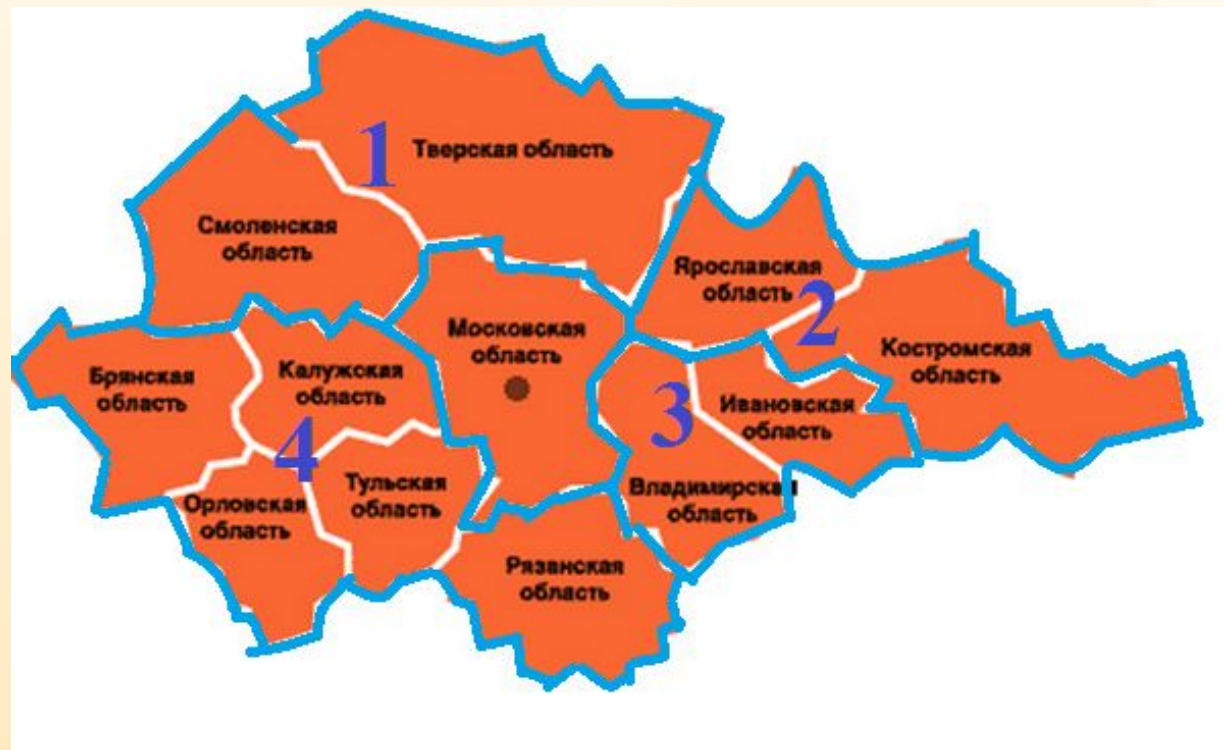 1
Тверская область
Смоленская
область
Ярославская
область
2
Московская
область
Костромская
область
Брянская
область
Калужская
область
3
Ивановская
область
4
Тульская
область
Владимирская
область
Орловская
область
Рязанская
область